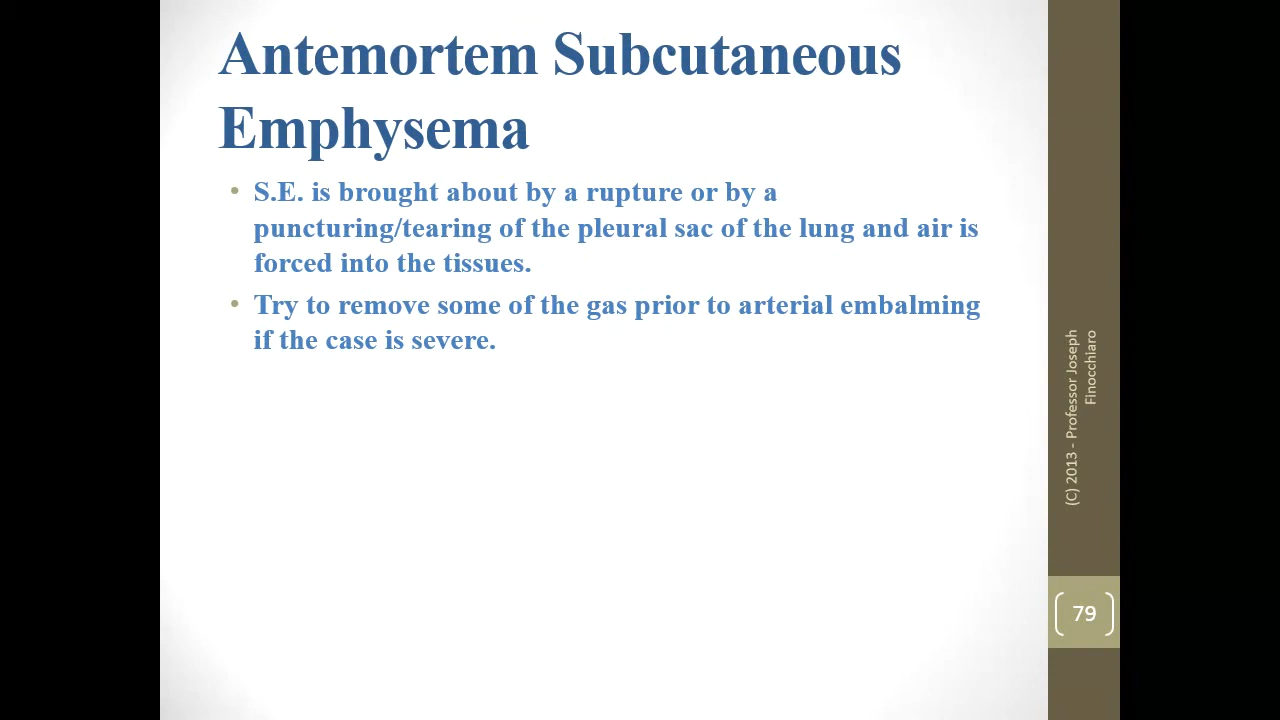 Antemortem Subcutaneous
Emphysema
• S.E. is brought about by a rupture or by a
puncturing/tearing of the pleural sac of the lung and air is
forced into the tissues.
• Try to remove some of the gas prior to arterial embalming
if the case is severe.
(C) 2013 - Professor Joseph
Finocchiaro
79